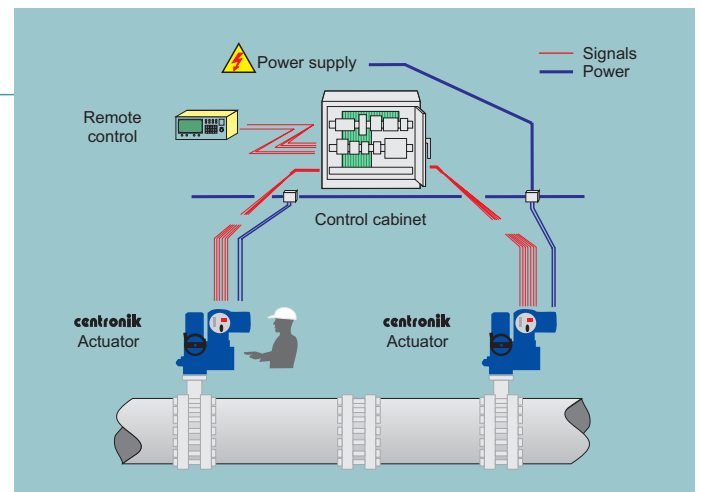 Power supply
Signals
Power
Remote
control
Control cabinet
centronik
Actuator
centronik
Actuator